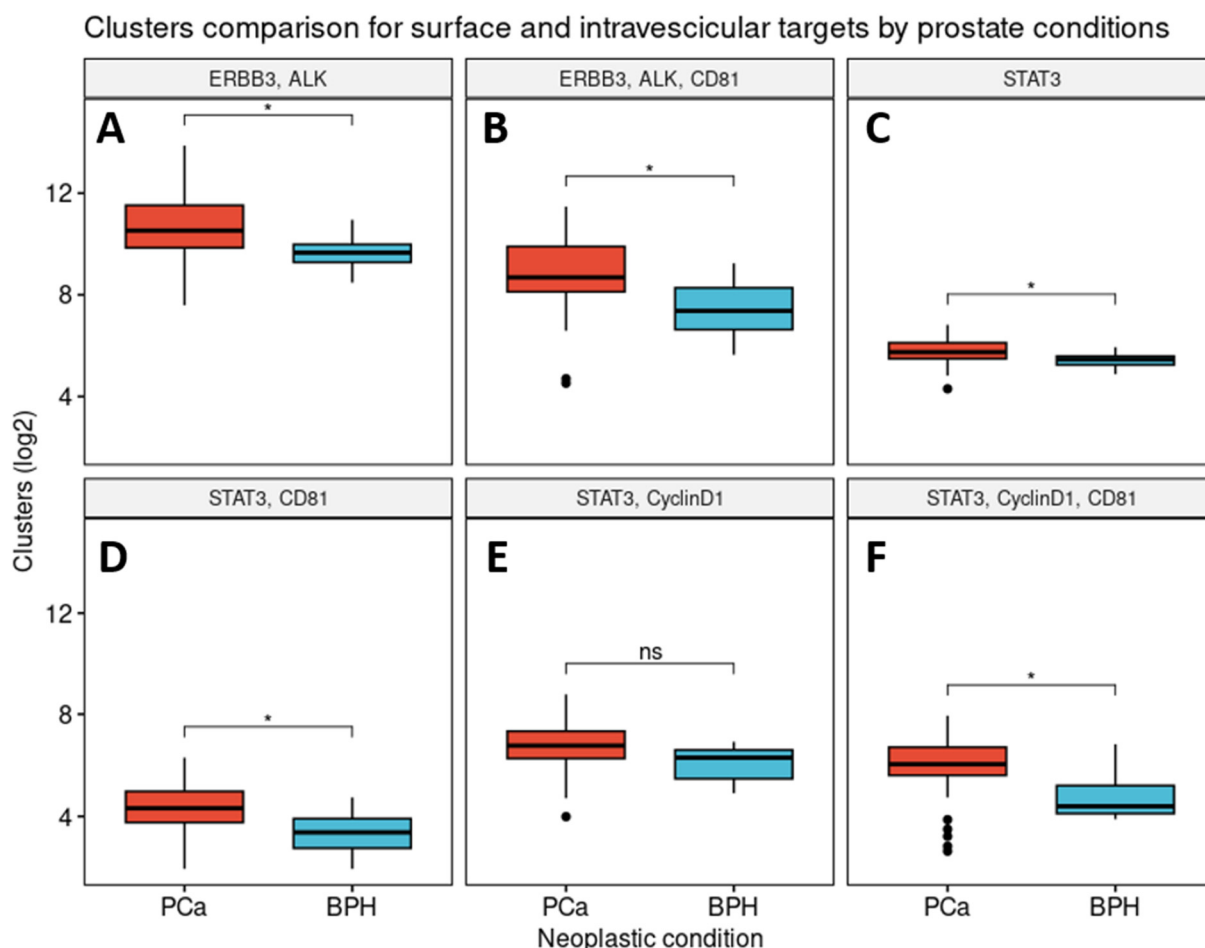 Clusters comparison for surface and intravescicular targets by prostate conditions
ERBB3, ALK
ERBB3, ALK, CD81
STAT3
A
*
B
*
C
*
12
8
4
Clusters (log2)
STAT3, CD81
STAT3, CyclinD1
STAT3, CyclinD1, CD81
D
*
E
ns
F
*
12
8
4
PCa
BPH
PCa
BPH
PCa
BPH
Neoplastic condition